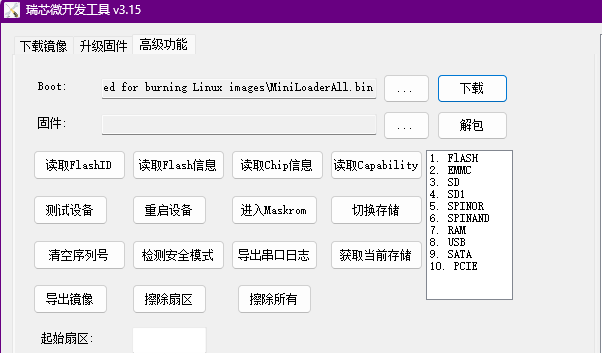 瑞芯微开发工具 v3.15
下载镜像 升级固件 高级功能
Boot: ed for burning Linux images\MiniLoaderAll.bin ... 下载
固件: ... 解包
读取FlashID 读取Flash信息 读取Chip信息 读取Capability
测试设备 重启设备 进入Maskrom 切换存储
清空序列号 检测安全模式 导出串口日志 获取当前存储
导出镜像 擦除扇区 擦除所有
1. FlASH
2. EMMC
3. SD
4. SD1
5. SPINOR
6. SPINAND
7. RAM
8. USB
9. SATA
10. PCIE
起始扇区: